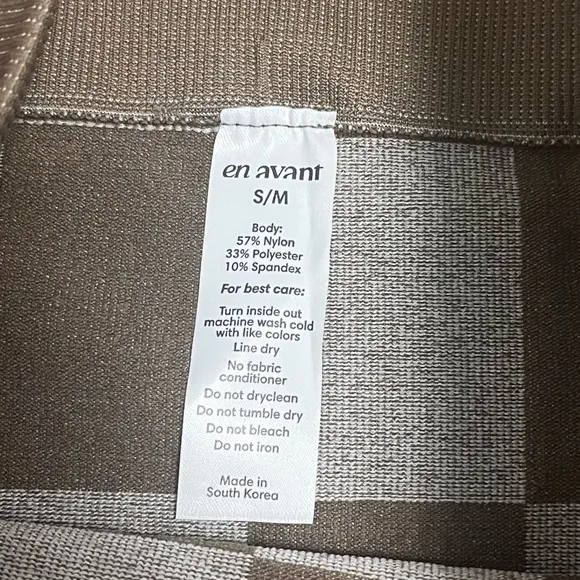 en avant
S/M
Body:
57% Nylon
33% Polyester
10% Spandex
For best care:
Turn inside out
machine wash cold
with like colors
Line dry
No fabric
conditioner
Do not dryclean
Do not tumble dry
Do not bleach
Do not iron
Made in
South Korea